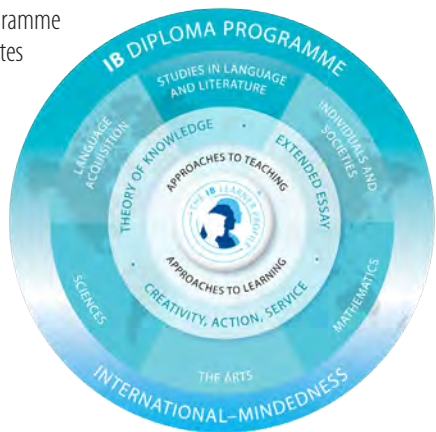 gramme
tes
IB DIPLOMA PROGRAMME
STUDIES IN LANGUAGE
AND LITERATURE
LANGUAGE
ACQUISITION
INDIVIDUALS AND
SOCIETIES
THEORY OF KNOWLEDGE
EXTENDED ESSAY
APPROACHES TO TEACHING
THE IB LEARNER PROFILE
APPROACHES TO LEARNING
CREATIVITY, ACTION, SERVICE
SCIENCES
MATHEMATICS
THE ARTS
INTERNATIONAL–MINDEDNESS